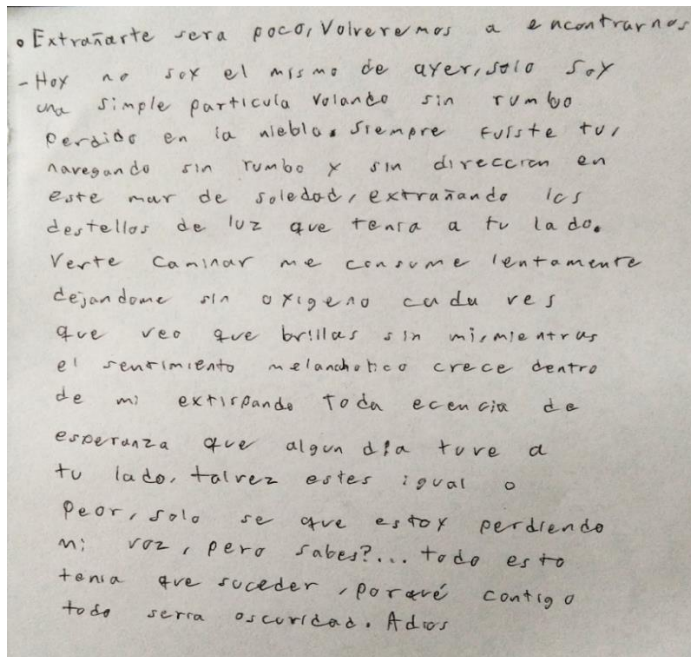 • Extrañarte sera poco, Volveremos a encontrarnos
- Hoy no soy el mismo de ayer, solo soy
una simple particula volando sin rumbo
perdido en la niebla. siempre fuiste tu,
navegando sin rumbo y sin direccion en
este mar de soledad, extrañando los
destellos de luz que tenia a tu lado.
Verte caminar me consume lentamente
dejandome sin oxigeno cada ves
que veo que brillas sin mi, mientras
el sentimiento melancholico crece dentro
de mi extirpando toda ecencia de
esperanza que algun dia tuve a
tu lado, talvez estes igual o
peor, solo se que estoy perdiendo
mi voz, pero sabes?... todo esto
tenia que suceder, porqué contigo
todo seria oscuridad. Adios